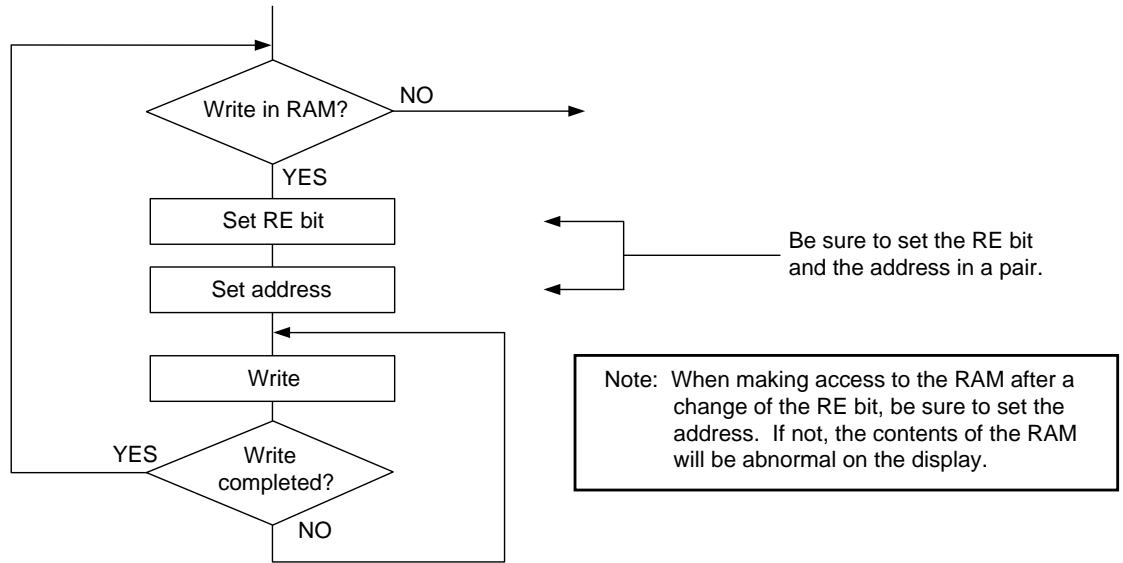 Write in RAM?
NO
YES
Set RE bit
Be sure to set the RE bit
and the address in a pair.
Set address
Write
Note: When making access to the RAM after a
change of the RE bit, be sure to set the
address. If not, the contents of the RAM
will be abnormal on the display.
YES
Write
completed?
NO